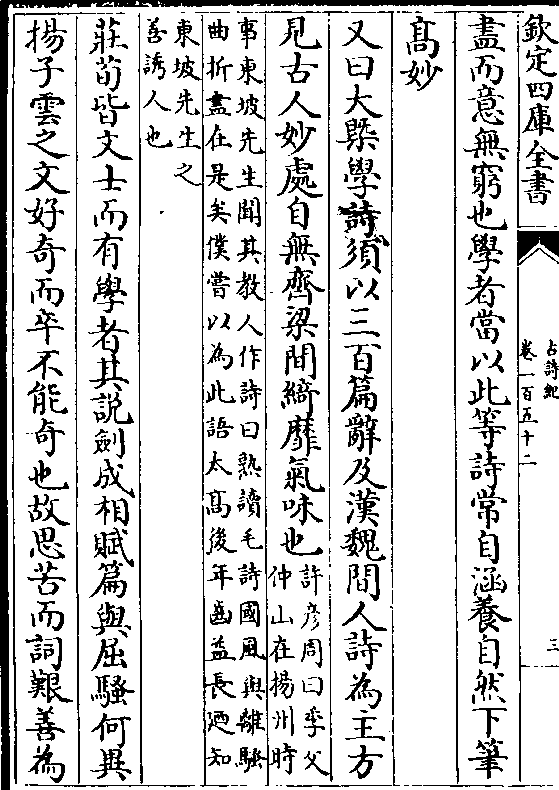 欽定四庫全書
古詩紀
卷一百五十二
三
盡而意無窮也學者當以此等詩常自涵養自然下筆
髙妙
又曰大槩學詩須以三百篇辭及漢魏間人詩為主方
見古人妙處自無齊梁間綺靡氣味也
許彦周曰季父
仲山在揚州時
事東坡先生聞其教人作詩曰熟讀毛詩國風與離騷
曲折盡在是矣僕嘗以為此語太髙後年齒益長廼知
東坡先生之
善誘人也
莊荀皆文士而有學者其說劍成相賦篇與屈騷何異
揚子雲之文好奇而卒不能奇也故思苦而詞艱善為